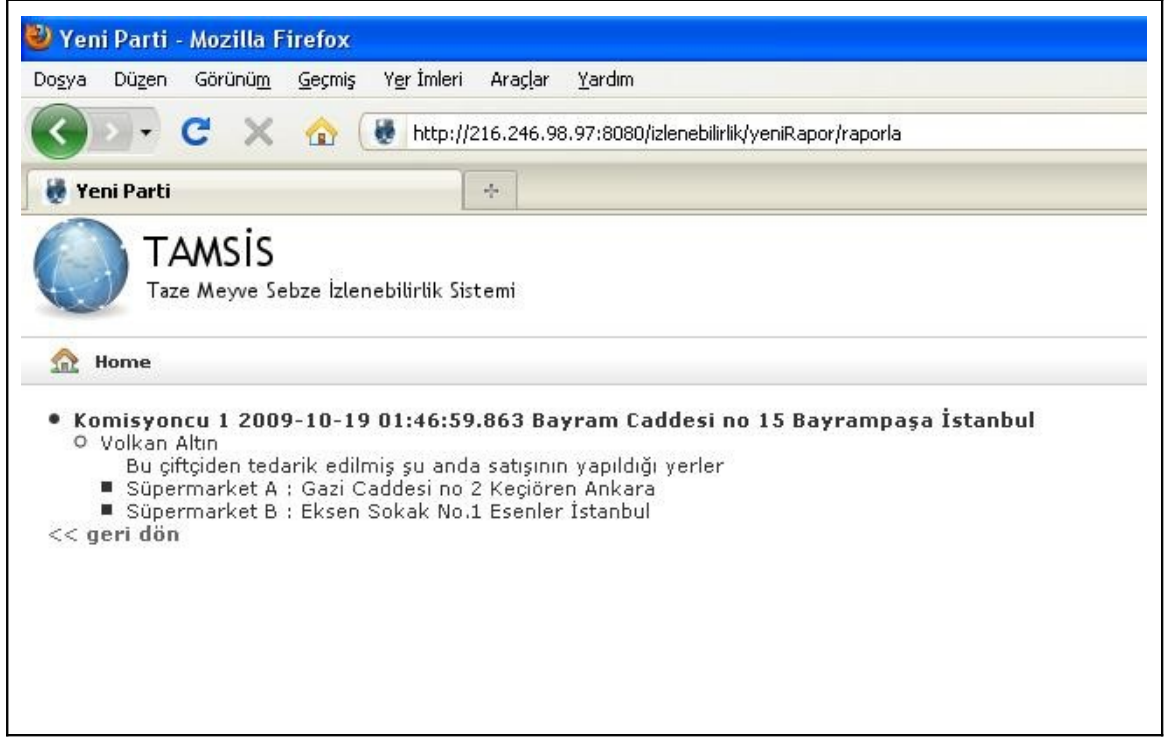 Yeni Parti - Mozilla Firefox
Dosya Düzen Görünüm Geçmiş Yer İmleri Araçlar Yardım
http://216.246.98.97:8080/izlenebilirlik/yeniRapor/raporla
Yeni Parti
TAMSİS
Taze Meyve Sebze İzlenebilirlik Sistemi
Home
Komisyoncu 1 2009-10-19 01:46:59.863 Bayram Caddesi no 15 Bayrampaşa İstanbul
Volkan Altın
Bu çiftçiden tedarik edilmiş şu anda satışının yapıldığı yerler
Süpermarket A : Gazi Caddesi no 2 Keçiören Ankara
Süpermarket B : Eksen Sokak No.1 Esenler İstanbul
<< geri dön